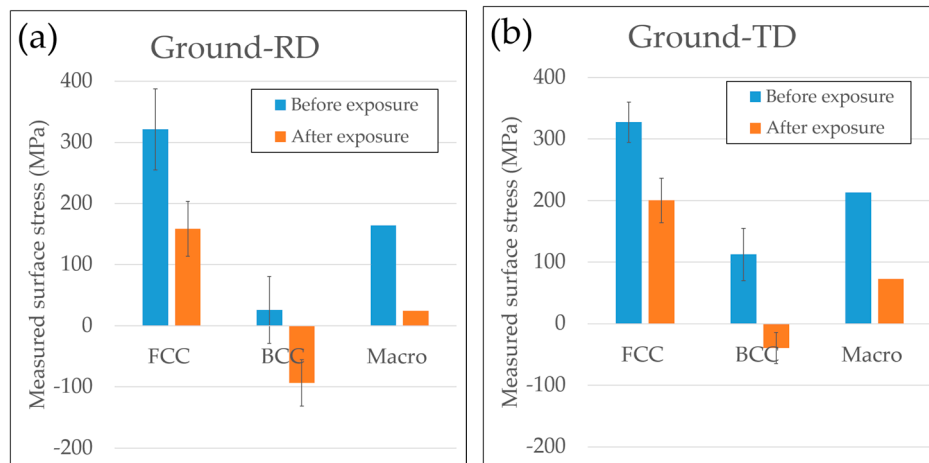 (a)
Ground-RD
Measured surface stress (MPa)
400
300
200
100
0
-100
-200
Before exposure
After exposure
FCC
BCC
Macro
(b)
Ground-TD
Measured surface stress (MPa)
400
300
200
100
0
-100
-200
Before exposure
After exposure
FCC
BCC
Macro